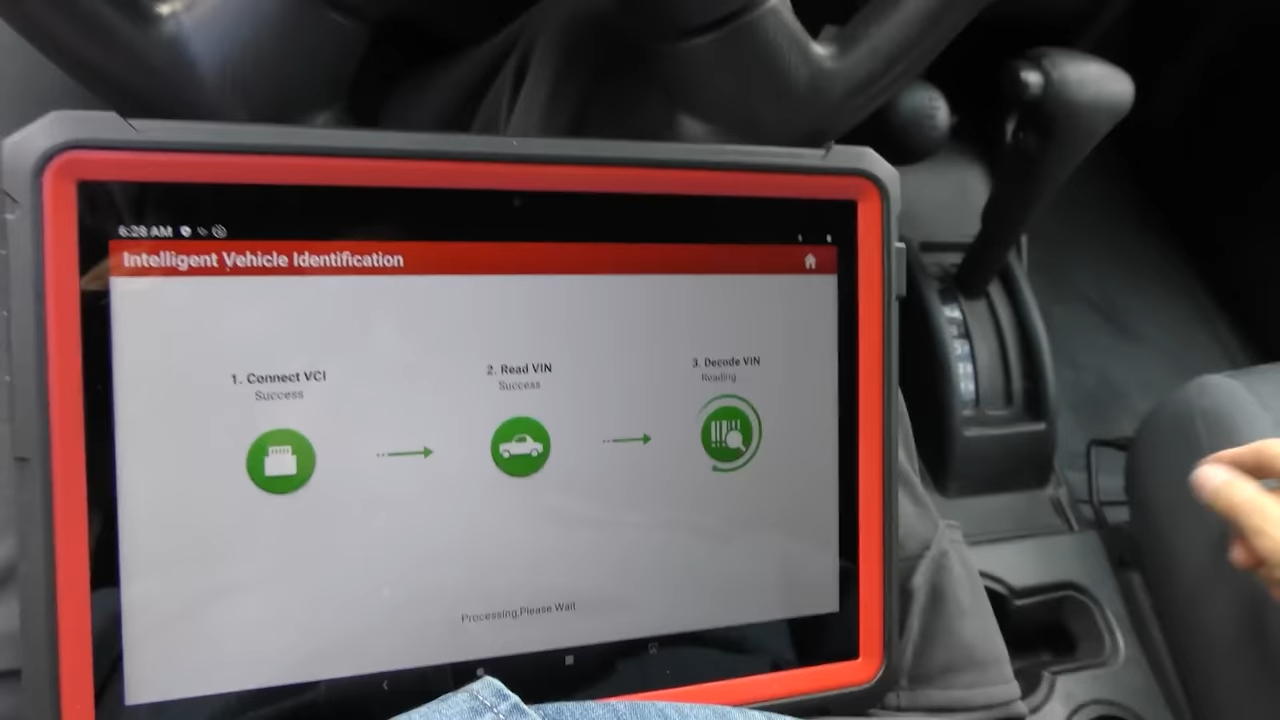 6:28 AM
Intelligent Vehicle Identification
1. Connect VCI
Success
2. Read VIN
Success
3. Decode VIN
Reading...
Processing,Please Wait